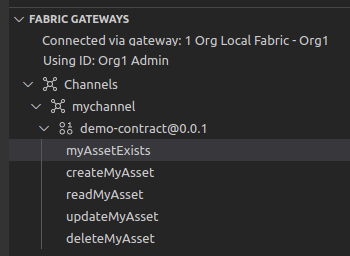 FABRIC GATEWAYS
Connected via gateway: 1 Org Local Fabric - Org1
Using ID: Org1 Admin
Channels
mychannel
demo-contract@0.0.1
myAssetExists
createMyAsset
readMyAsset
updateMyAsset
deleteMyAsset